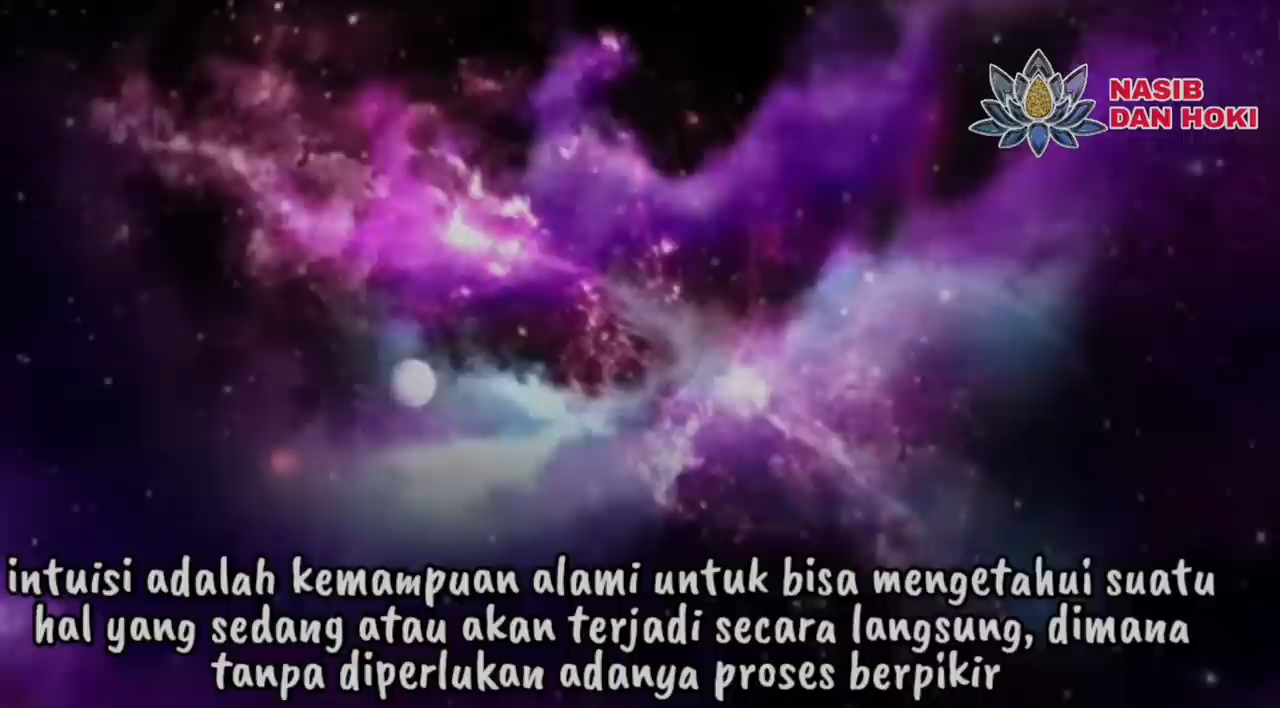 NASIB
DAN HOKI
intuisi adalah kemampuan alami untuk bisa mengetahui suatu
hal yang sedang atau akan terjadi secara langsung, dimana
tanpa diperlukan adanya proses berpikir